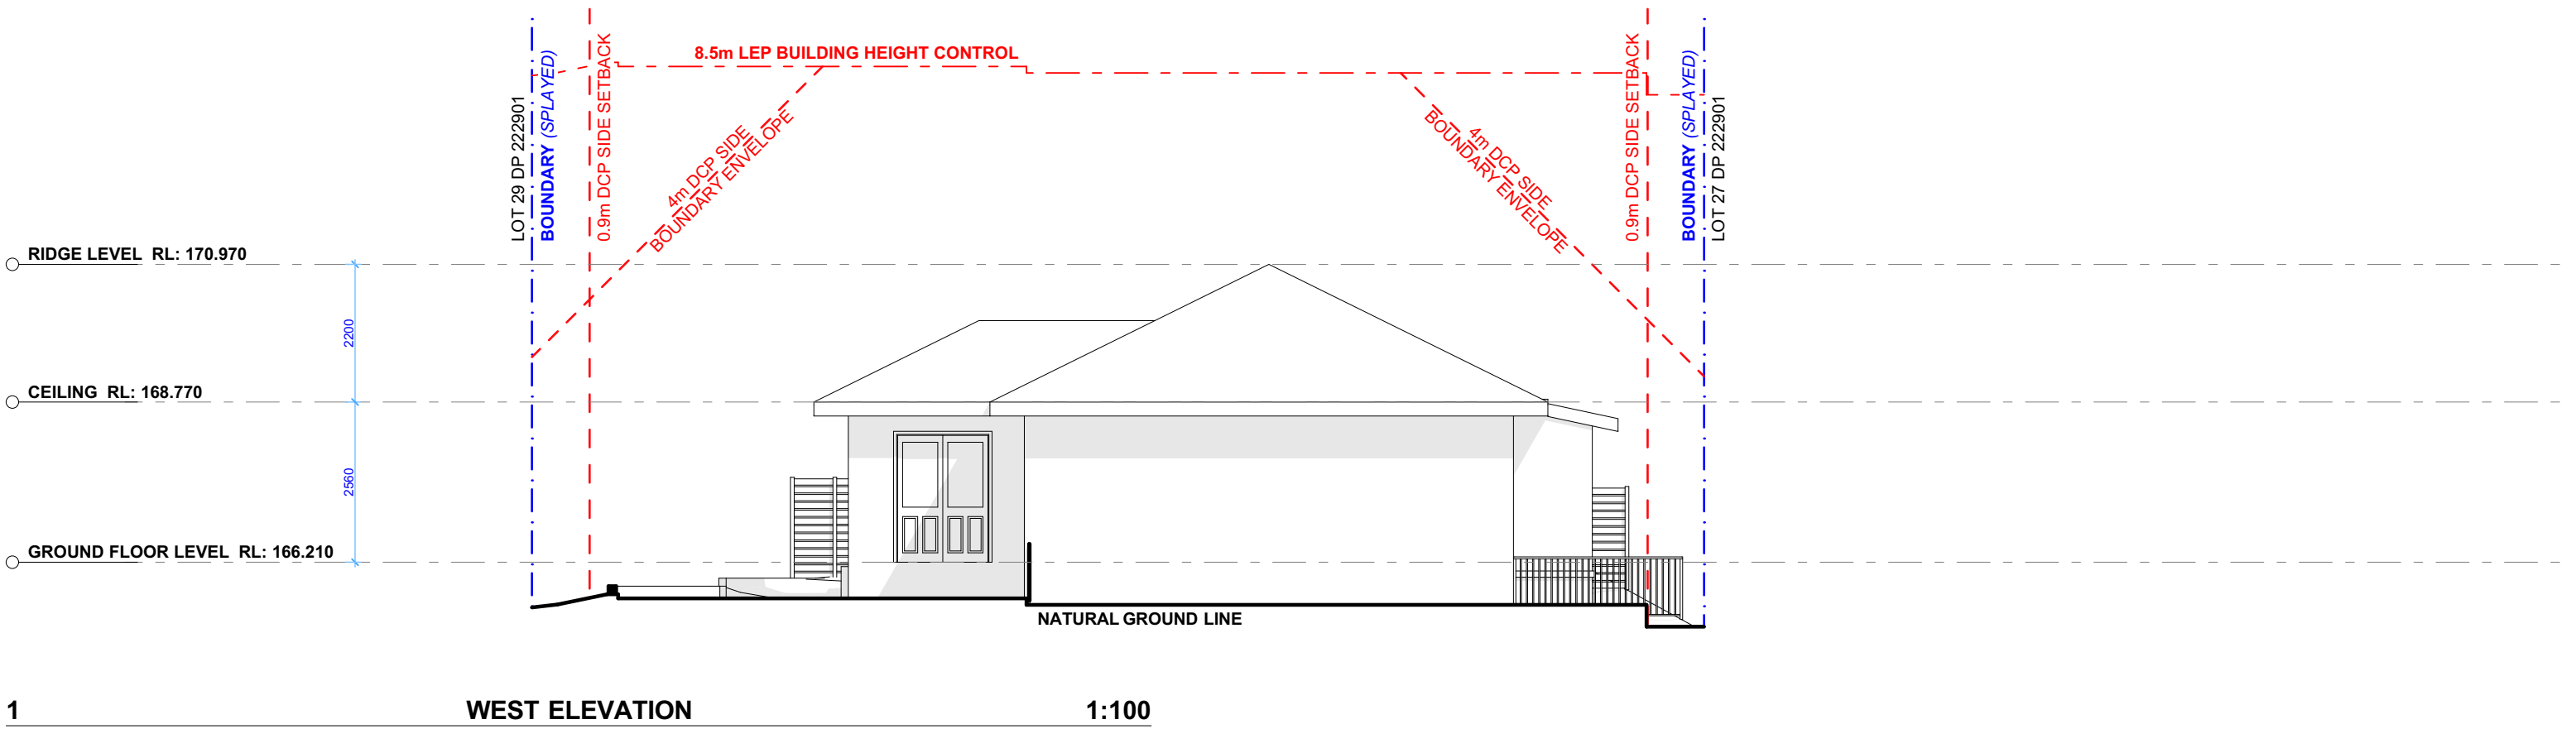 8.5m LEP BUILDING HEIGHT CONTROL
LOT 29 DP 222901
BOUNDARY (SPLAYED)
0.9m DCP SIDE SETBACK
4m DCP SIDE
BOUNDARY ENVELOPE
4m DCP SIDE
BOUNDARY ENVELOPE
0.9m DCP SIDE SETBACK
BOUNDARY (SPLAYED)
LOT 27 DP 222901
RIDGE LEVEL RL: 170.970
2200
CEILING RL: 168.770
2560
GROUND FLOOR LEVEL RL: 166.210
NATURAL GROUND LINE
1 WEST ELEVATION 1:100